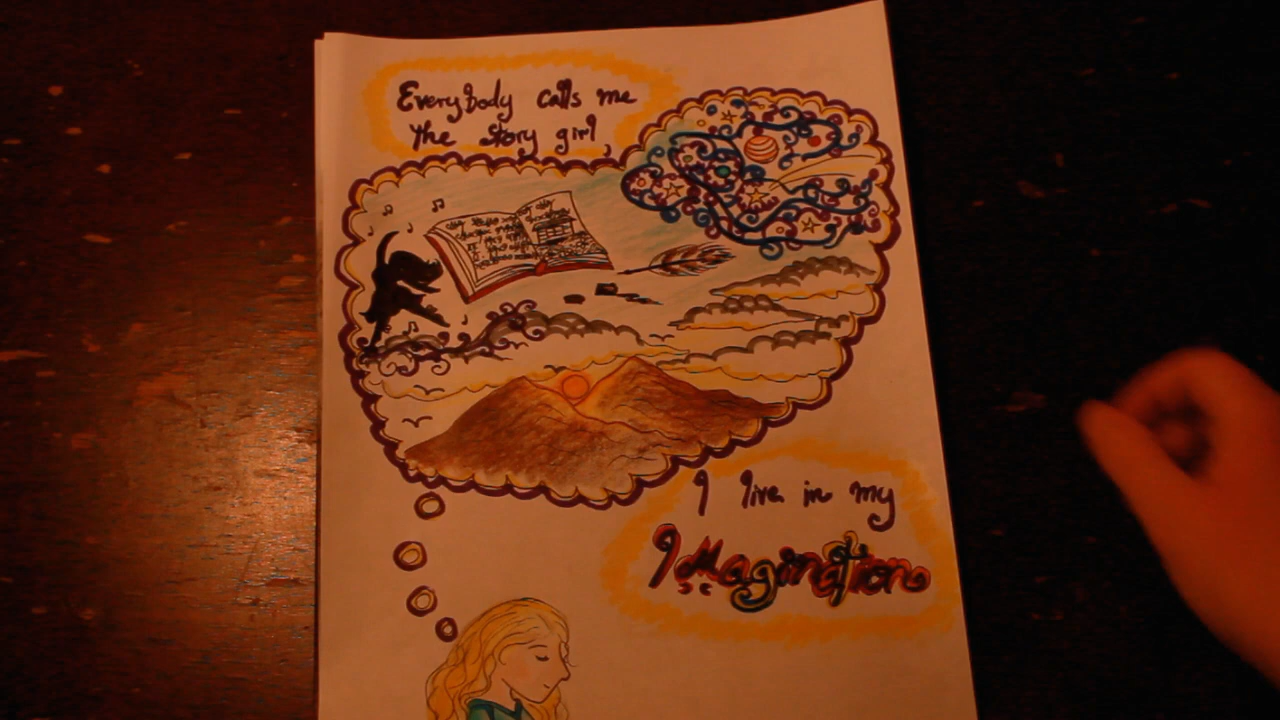 Everybody calls me
the story girl,
I live in my
Imagination